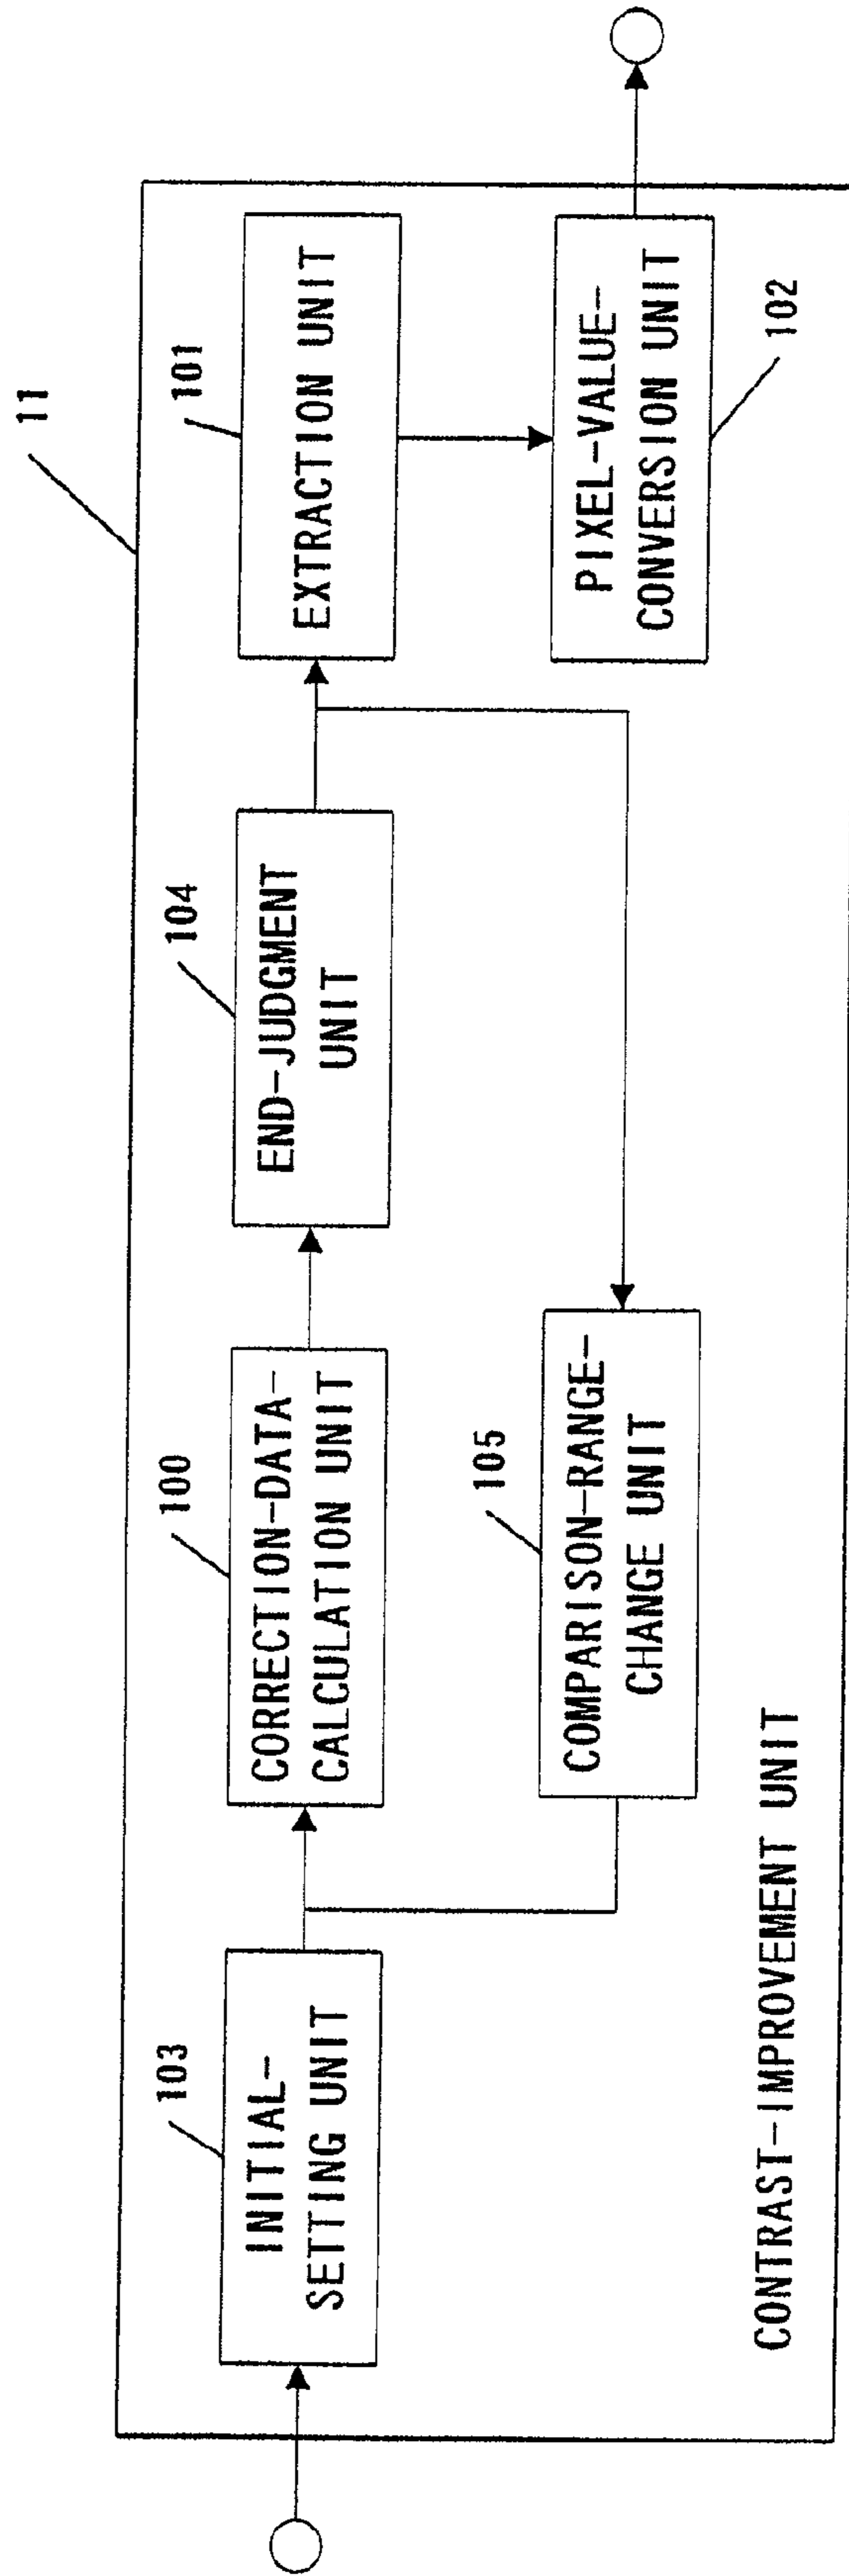 11
103
INITIAL-
SETTING UNIT
100
CORRECTION-DATA-
CALCULATION UNIT
104
END-JUDGMENT
UNIT
101
EXTRACTION UNIT
105
COMPARISON-RANGE-
CHANGE UNIT
PIXEL-VALUE-
CONVERSION UNIT
102
CONTRAST-IMPROVEMENT UNIT